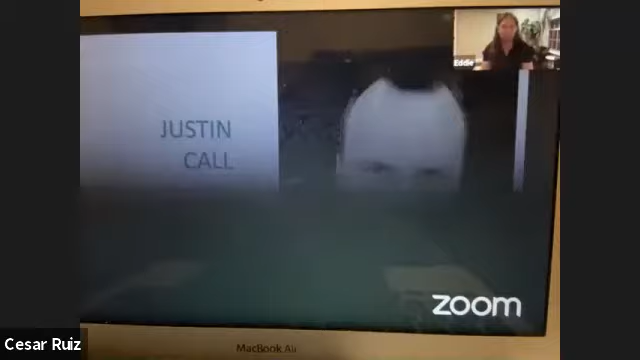 Eddie
JUSTIN
CALL
zoom
Cesar Ruiz
MacBook Air